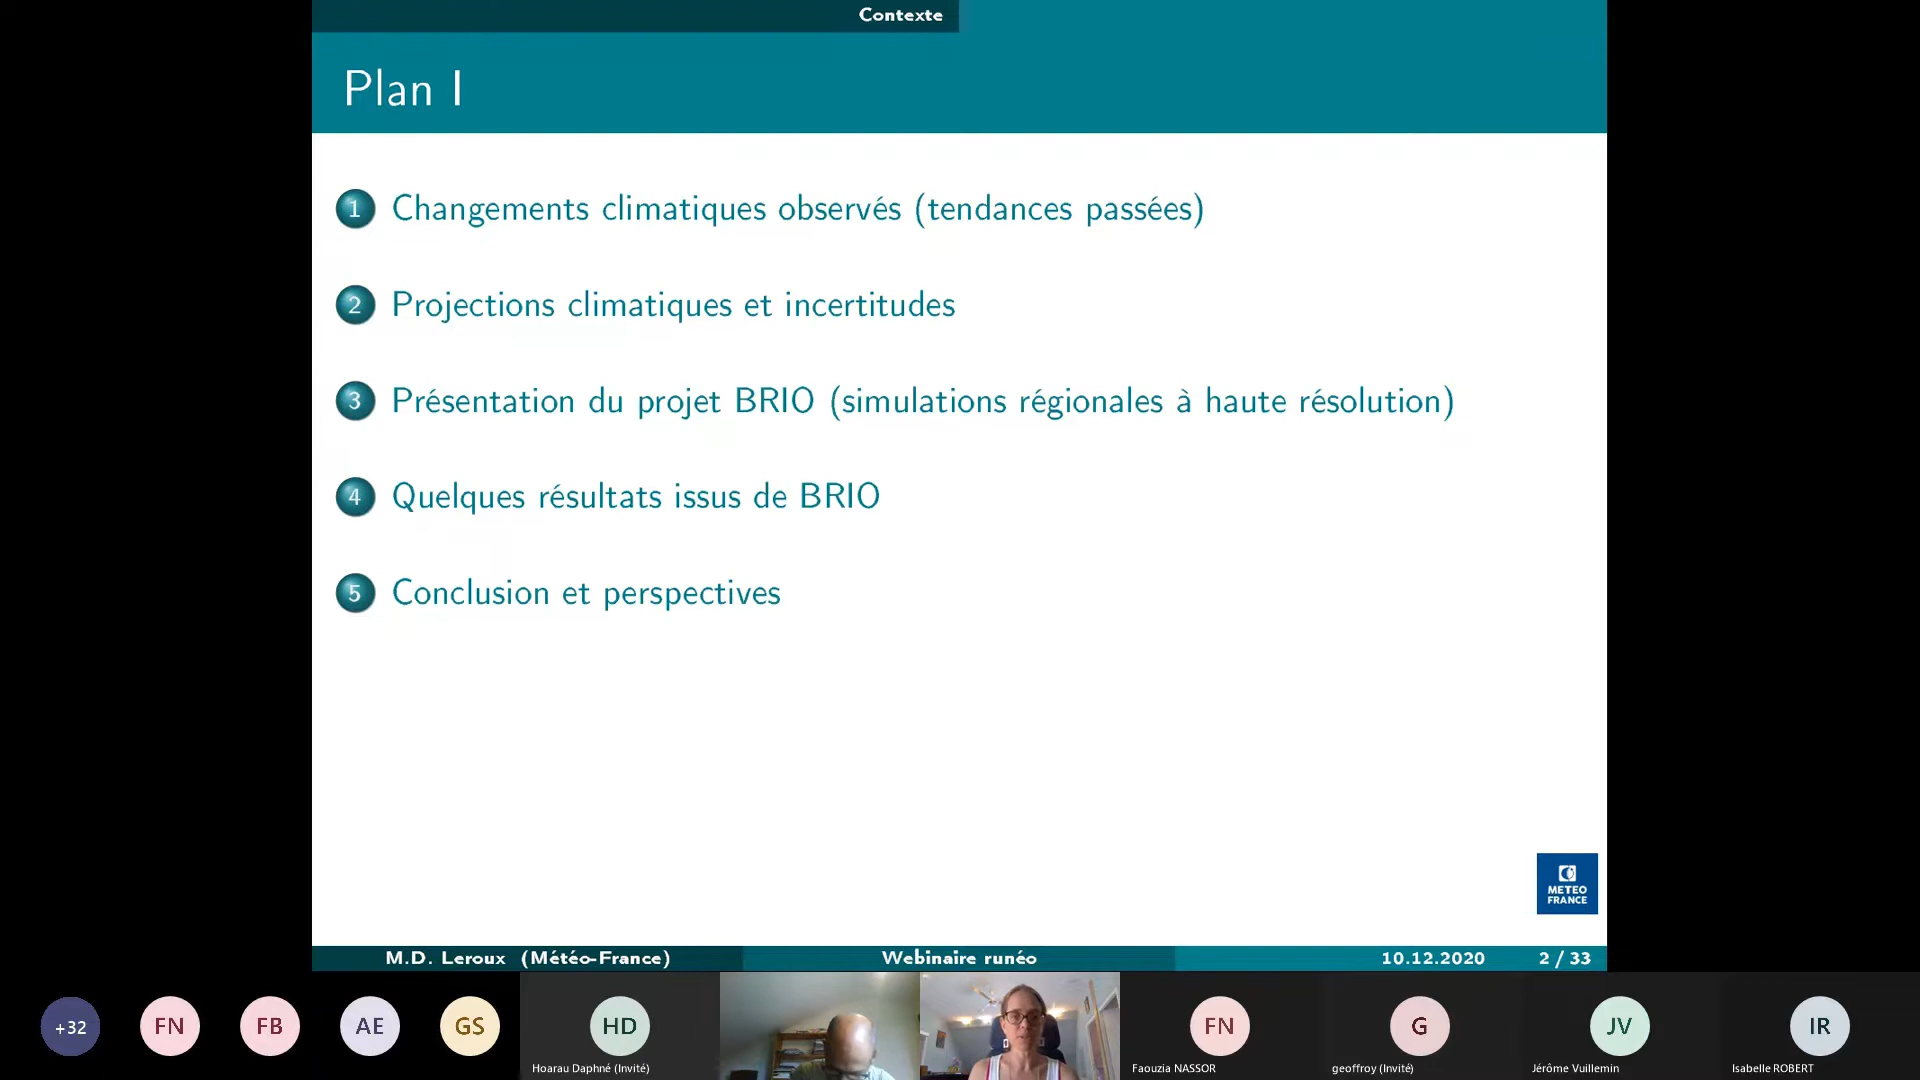 Contexte
Plan I
1 Changements climatiques observés (tendances passées)
2 Projections climatiques et incertitudes
3 Présentation du projet BRIO (simulations régionales à haute résolution)
4 Quelques résultats issus de BRIO
5 Conclusion et perspectives
METEO
FRANCE
M.D. Leroux (Météo-France) Webinaire runéo 10.12.2020 2 / 33
+32 FN FB AE GS HD FN G JV IR
Hoarau Daphné (Invité) Faouzia NASSOR geoffroy (Invité) Jérôme Vuillemin Isabelle ROBERT